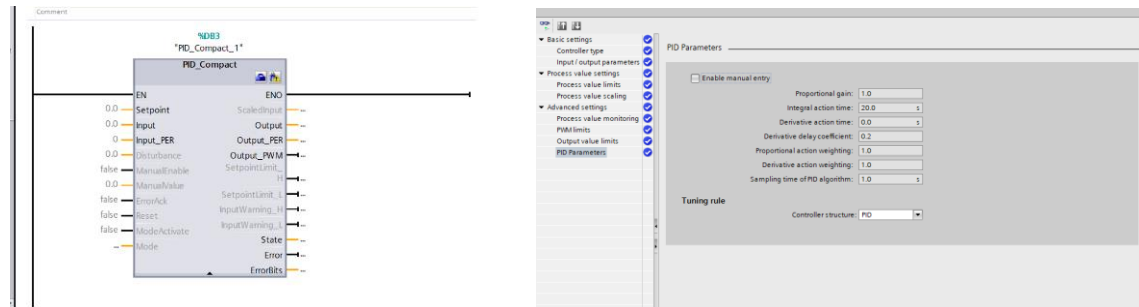 Comment
%DB3
"PID_Compact_1"
PID_Compact
EN
ENO
0.0
Setpoint
ScaledInput
...
0.0
Input
Output
...
0
Input_PER
Output_PER
...
0.0
Disturbance
Output_PWM
...
false
ManualEnable
SetpointLimit_
H
...
0.0
ManualValue
SetpointLimit_L
...
false
ErrorAck
InputWarning_H
...
false
Reset
InputWarning_L
...
false
ModeActivate
State
...
...
Mode
Error
...
ErrorBits
...
Basic settings
Controller type
Input / output parameters
Process value settings
Process value limits
Process value scaling
Advanced settings
Process value monitoring
PWM limits
Output value limits
PID Parameters
PID Parameters
Enable manual entry
Proportional gain: 1.0
Integral action time: 20.0 s
Derivative action time: 0.0 s
Derivative delay coefficient: 0.2
Proportional action weighting: 1.0
Derivative action weighting: 1.0
Sampling time of PID algorithm: 1.0 s
Tuning rule
Controller structure: PID